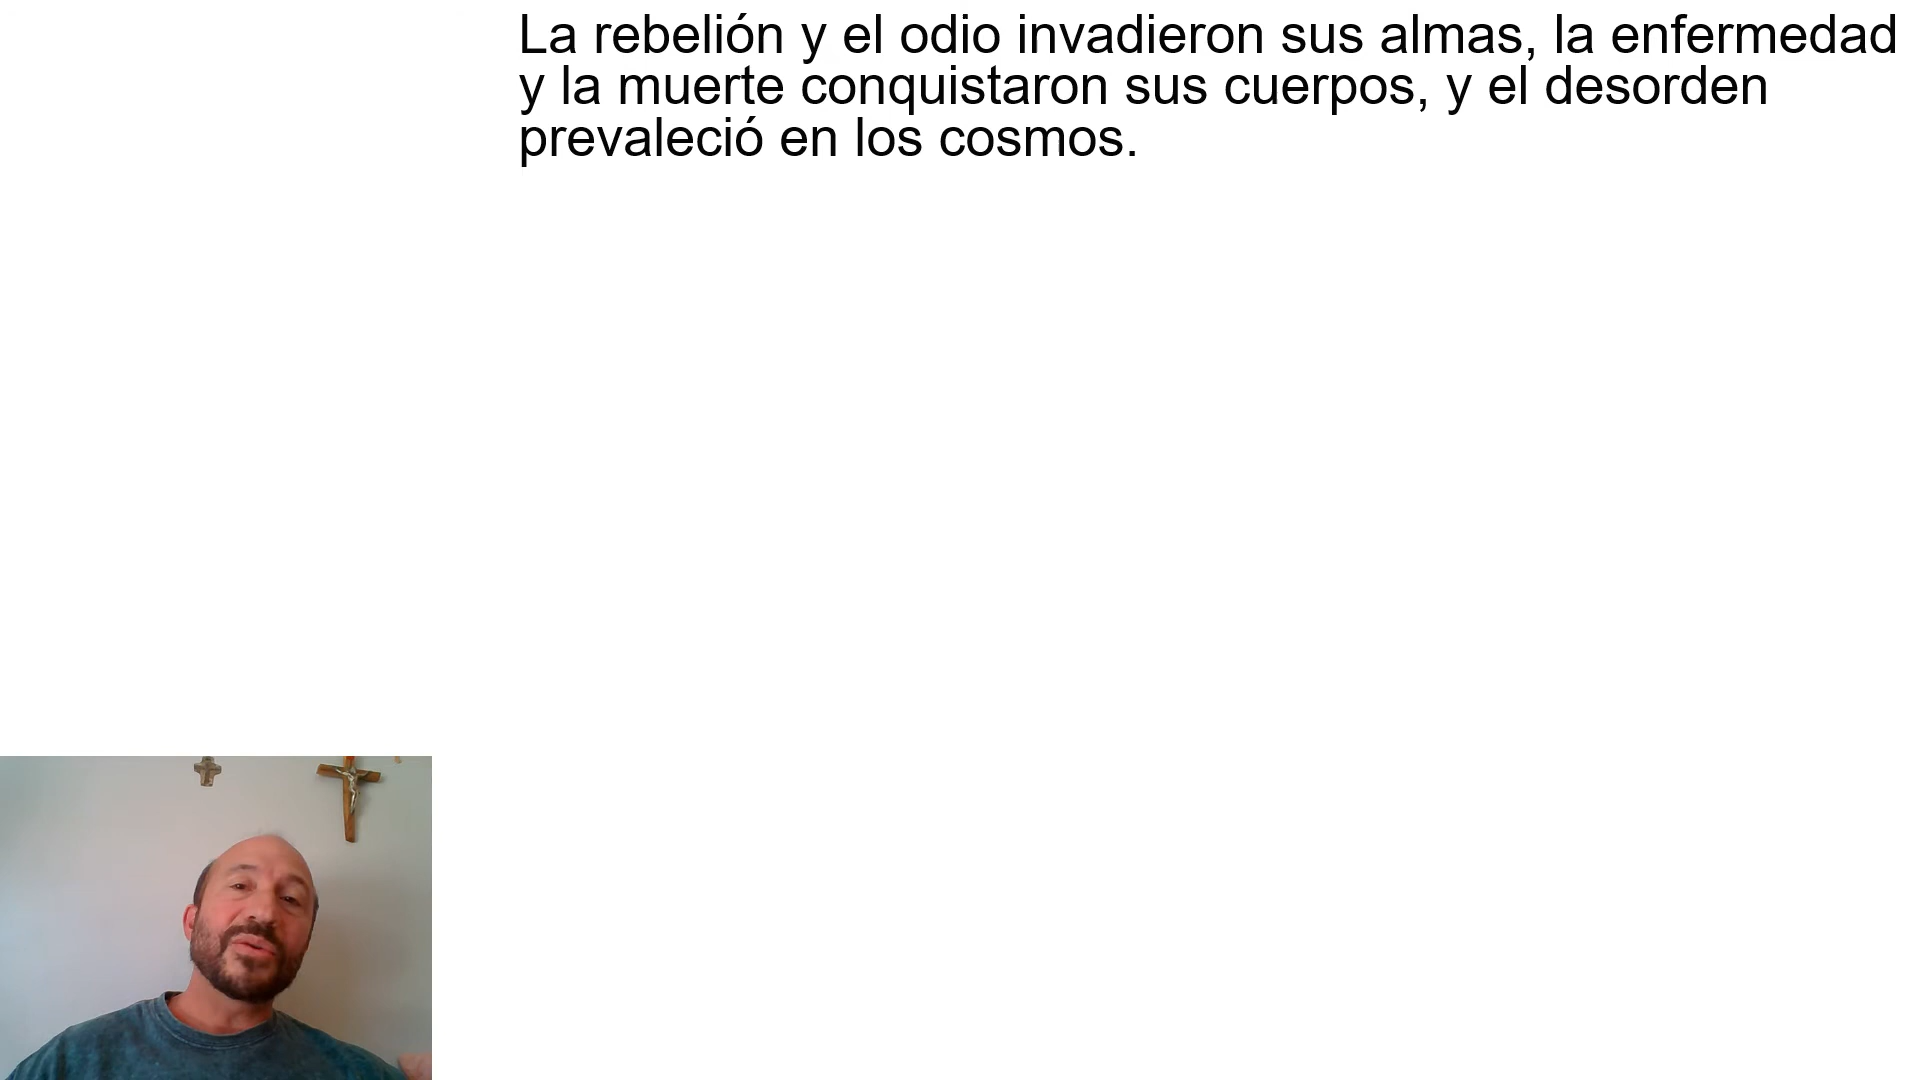 La rebelión y el odio invadieron sus almas, la enfermedad
y la muerte conquistaron sus cuerpos, y el desorden
prevaleció en los cosmos.